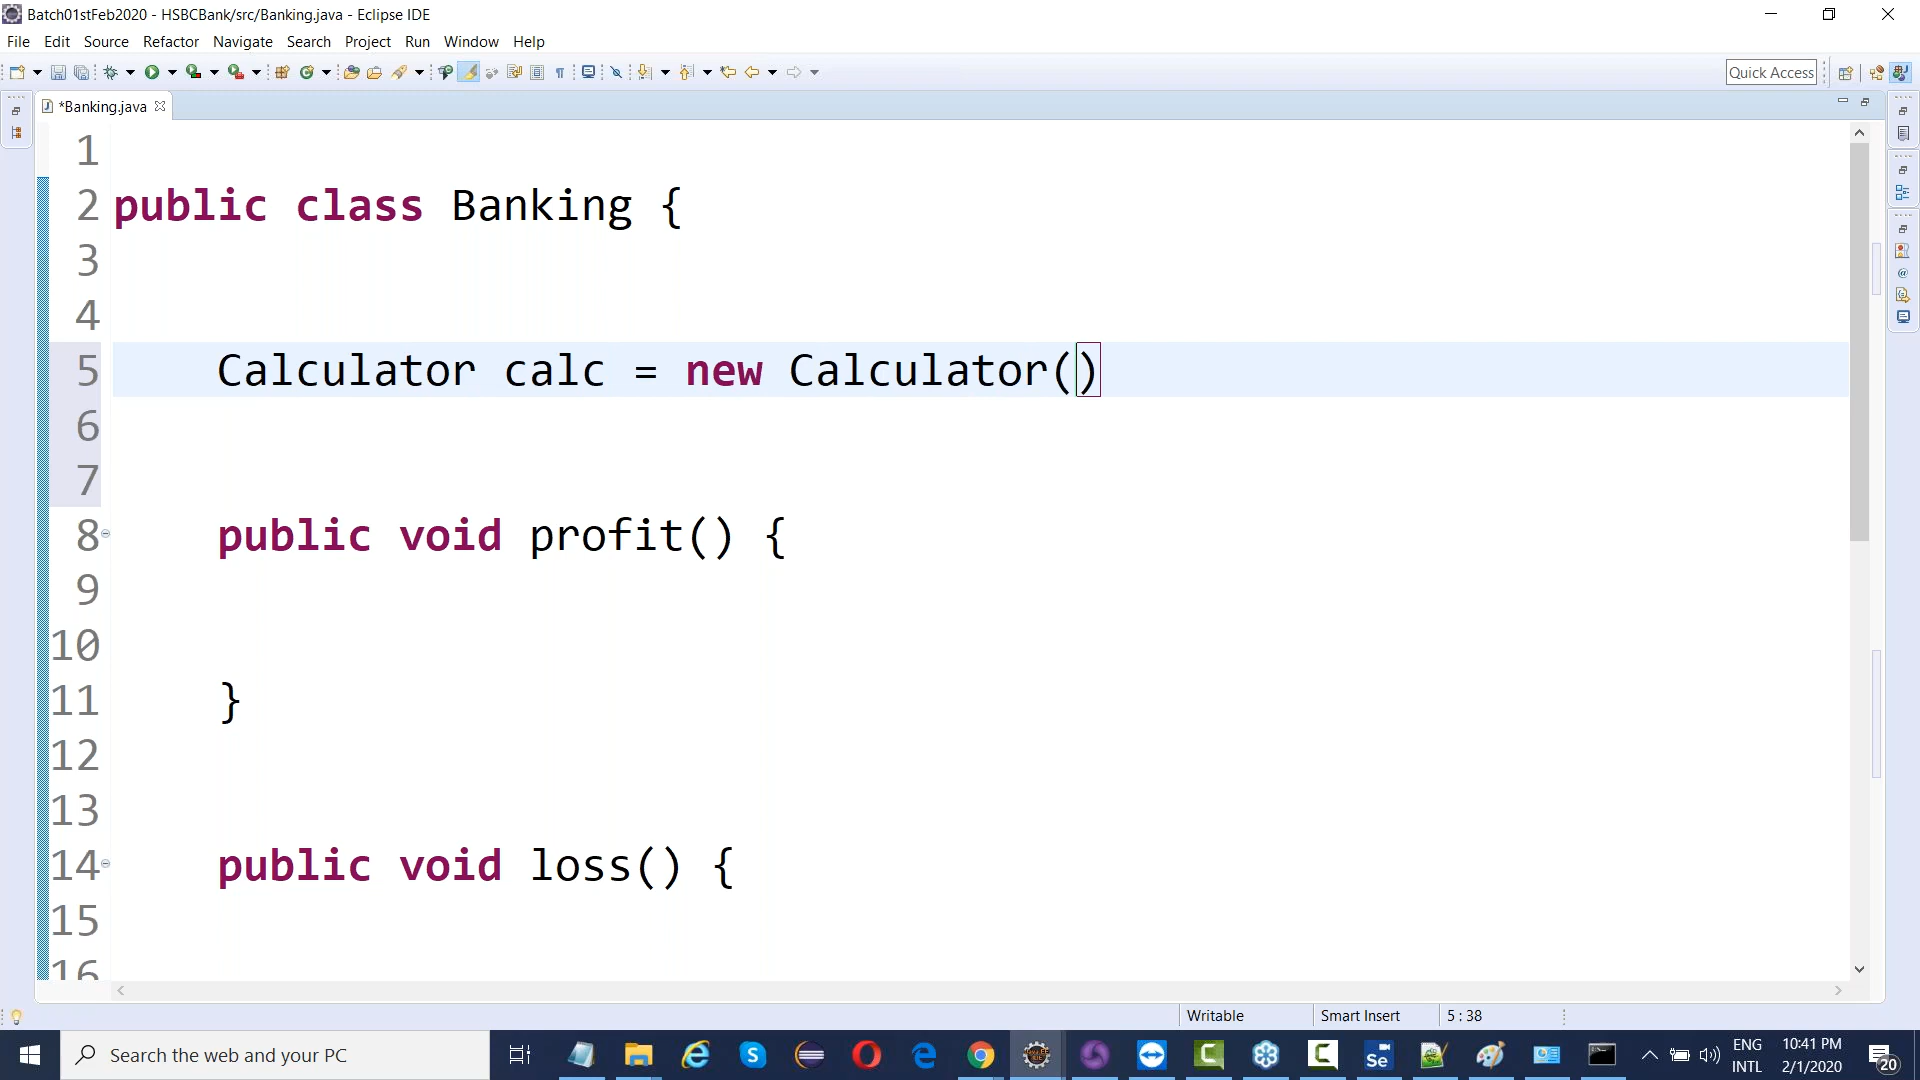 Batch01stFeb2020 - HSBCBank/src/Banking.java - Eclipse IDE
File Edit Source Refactor Navigate Search Project Run Window Help
Quick Access
*Banking.java
1
2 public class Banking {
3
4
5 Calculator calc = new Calculator()
6
7
8 public void profit() {
9
10
11 }
12
13
14 public void loss() {
15
16
Writable Smart Insert 5 : 38
Search the web and your PC
ENG 10:41 PM
INTL 2/1/2020
20